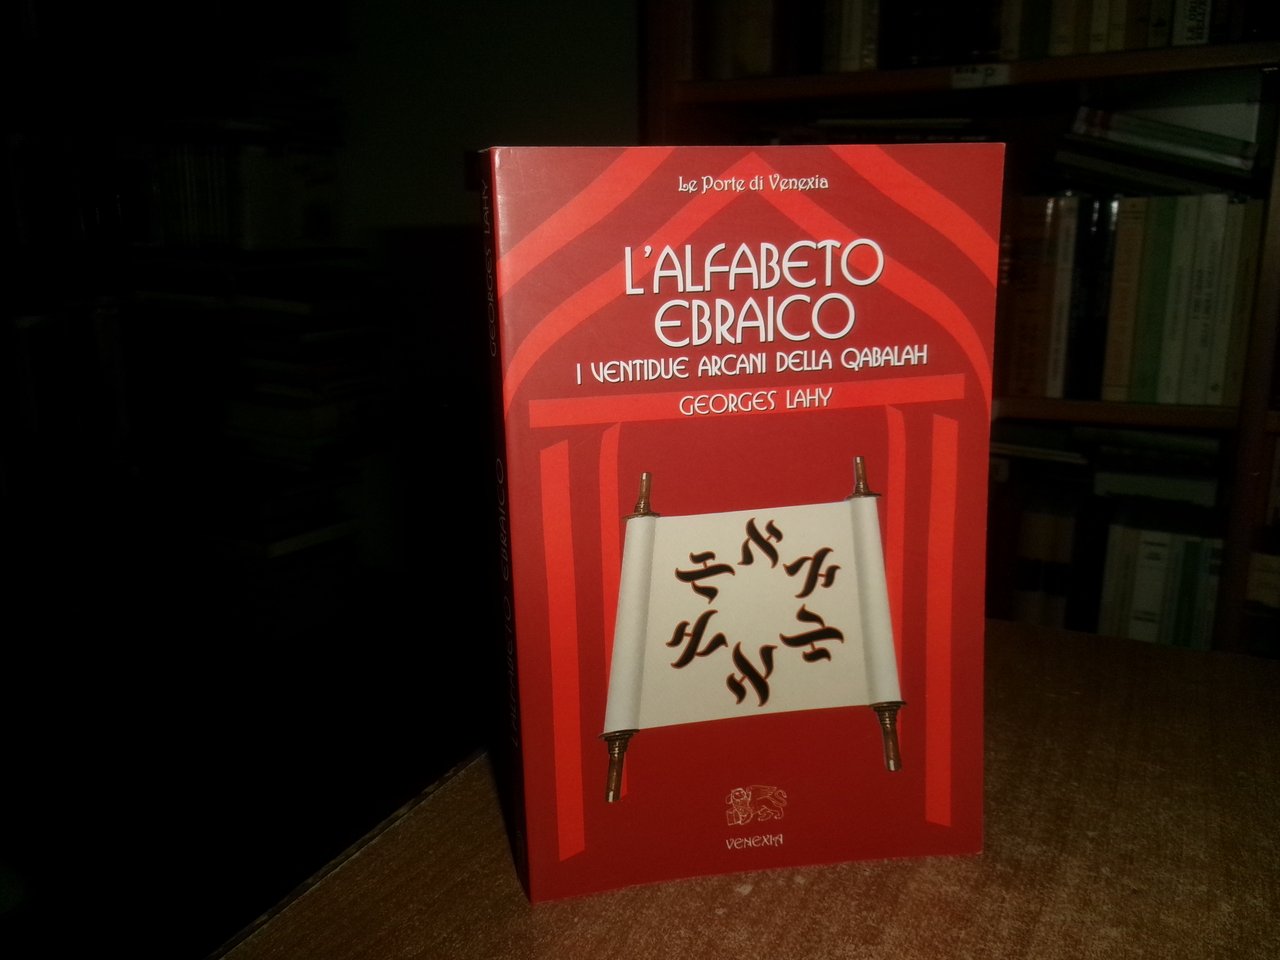 Le Porte di Venexia
L'ALFABETO
EBRAICO
I VENTIDUE ARCANI DELLA QABALAH
GEORGES LAHY
א
א
א
א
א
א
VENEXIA
GEORGES LAHY
L'ALFABETO EBRAICO